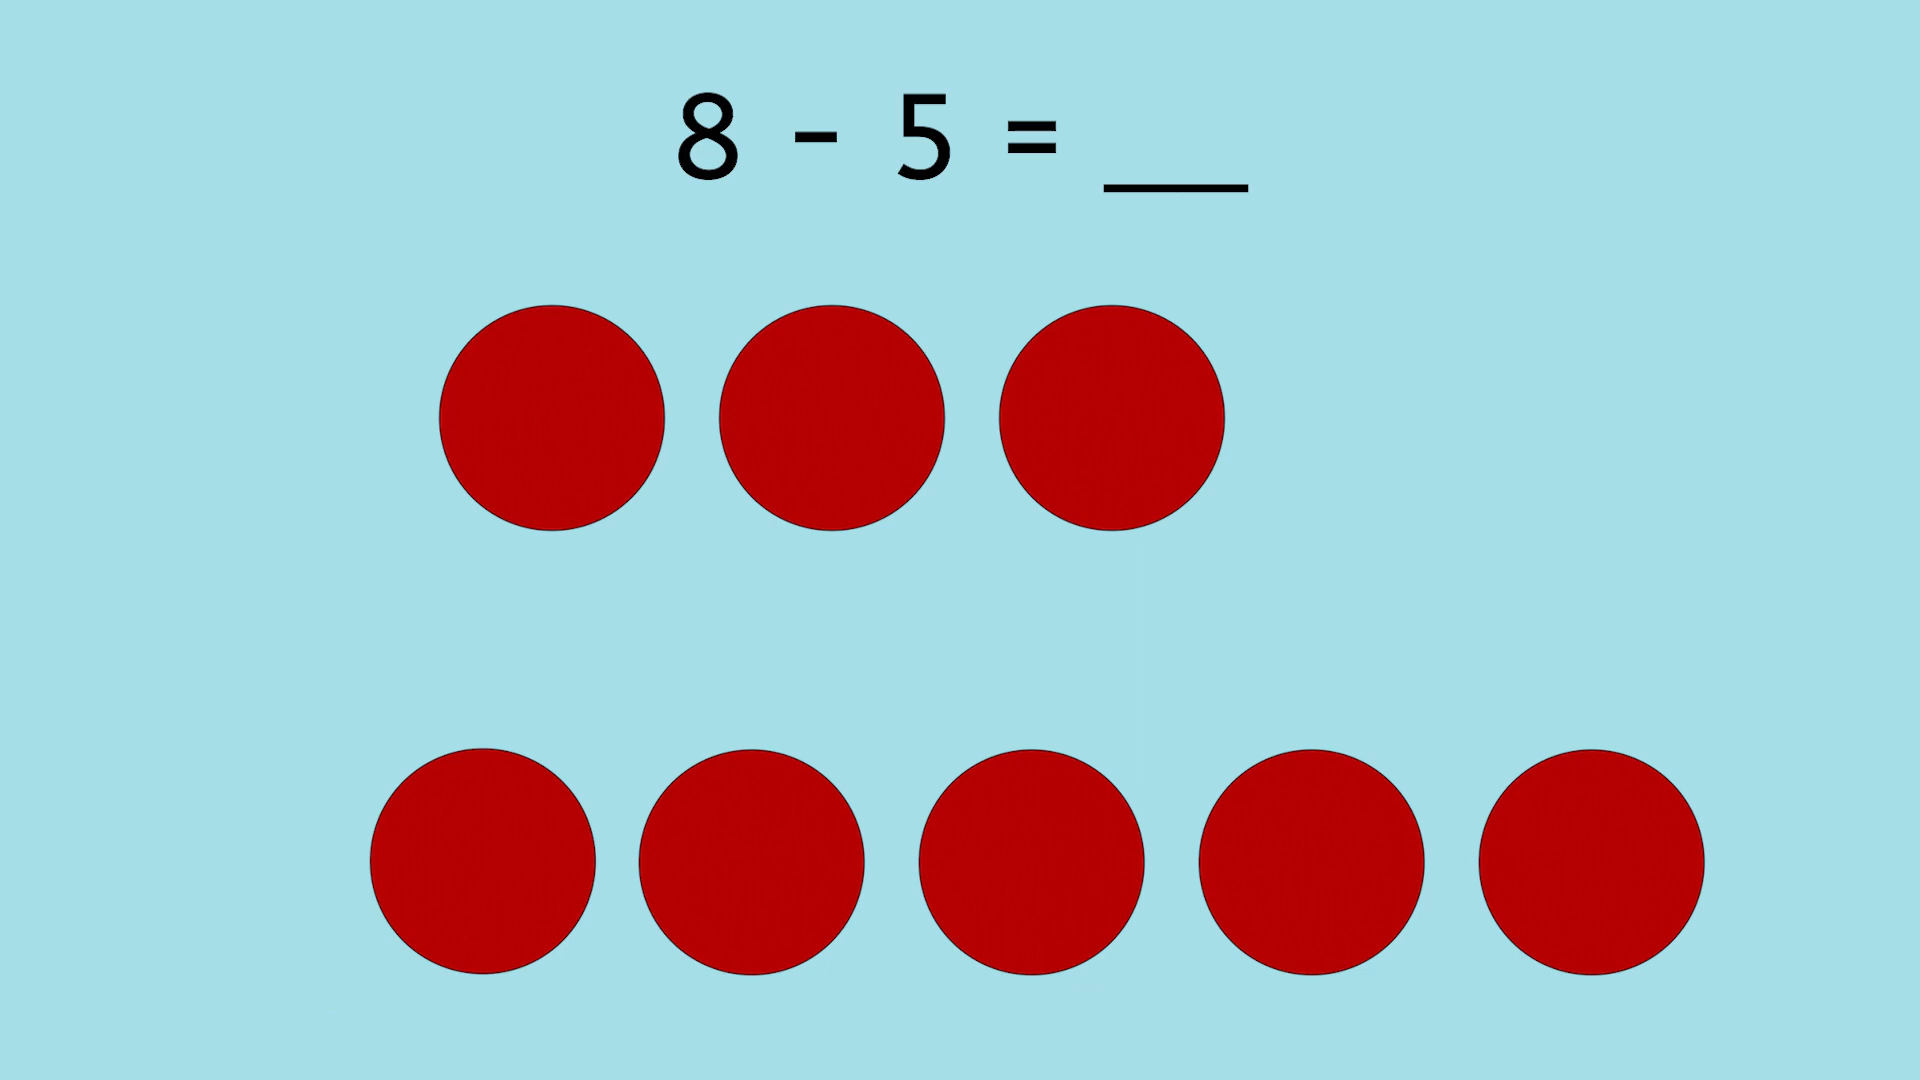 8 - 5 = ___